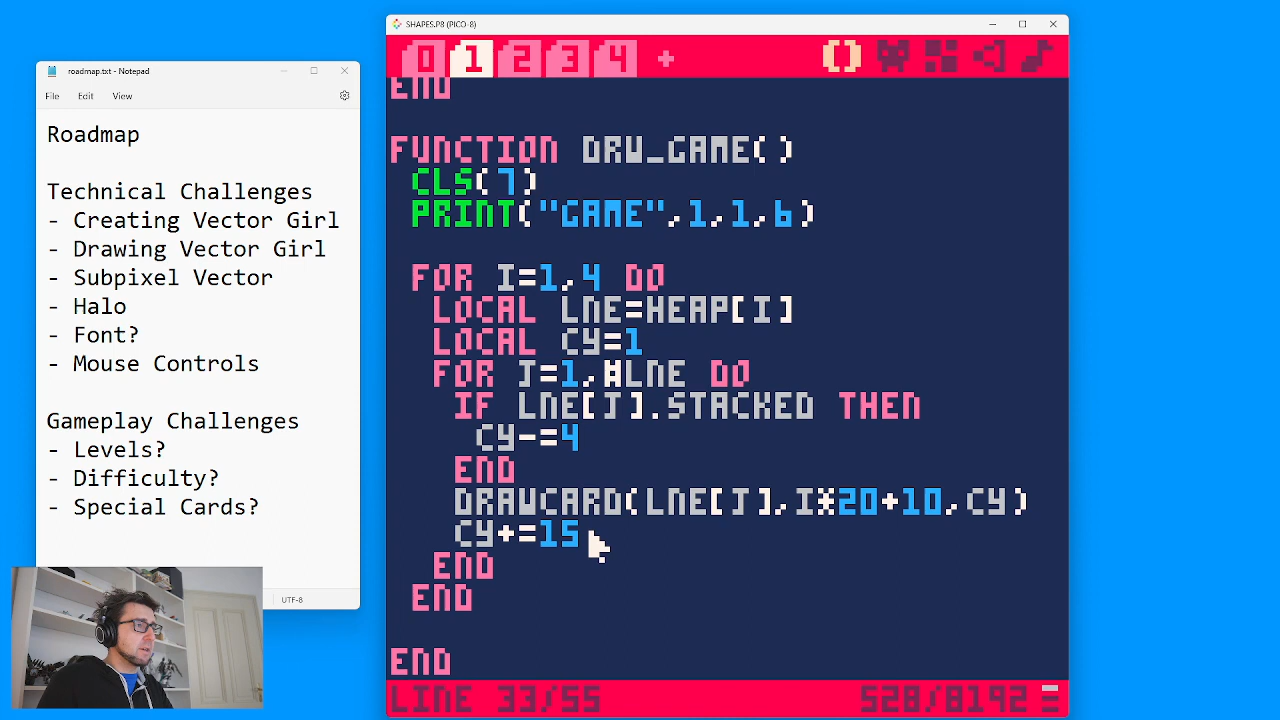 SHAPES.P8 (PICO-8)
0 1 2 3 4 +
END
FUNCTION DRW_GAME()
CLS(7)
PRINT("GAME",1,1,6)
FOR I=1,4 DO
LOCAL LNE=HEAP[I]
LOCAL CY=1
FOR J=1,#LNE DO
IF LNE[J].STACKED THEN
CY-=4
END
DRAWCARD(LNE[J],I*20+10,CY)
CY+=15
END
END
END
LINE 33/55 528/8192
roadmap.txt - Notepad
File Edit View
Roadmap
Technical Challenges
- Creating Vector Girl
- Drawing Vector Girl
- Subpixel Vector
- Halo
- Font?
- Mouse Controls
Gameplay Challenges
- Levels?
- Difficulty?
- Special Cards?
UTF-8